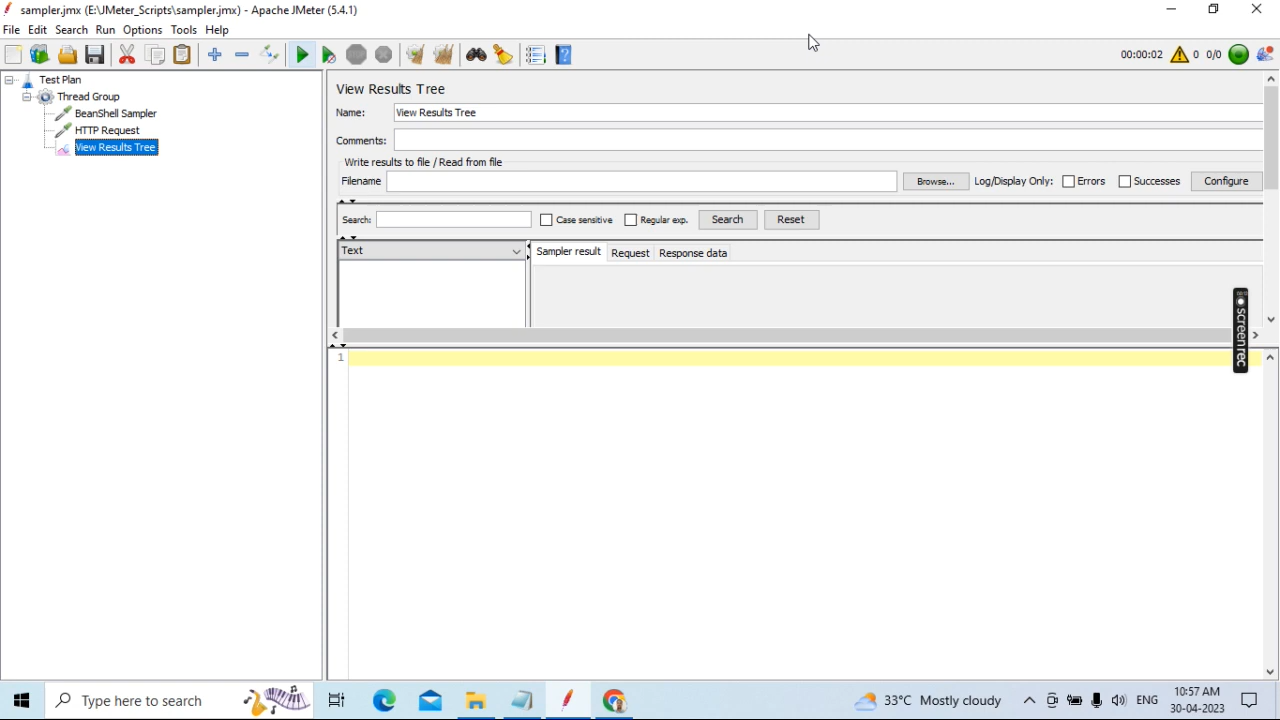 sampler.jmx (E:\JMeter_Scripts\sampler.jmx) - Apache JMeter (5.4.1)
File Edit Search Run Options Tools Help
00:00:02 0 0/0
Test Plan
Thread Group
BeanShell Sampler
HTTP Request
View Results Tree
View Results Tree
Name: View Results Tree
Comments:
Write results to file / Read from file
Filename Browse... Log/Display Only: Errors Successes Configure
Search: Case sensitive Regular exp. Search Reset
Text Sampler result Request Response data
screenrec
1
Type here to search 33°C Mostly cloudy ENG 10:57 AM
30-04-2023